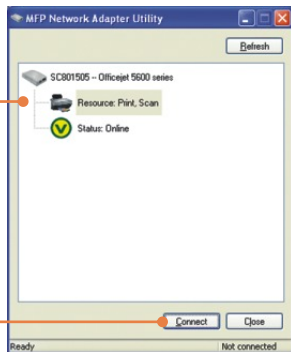 MFP Network Adapter Utility
Refresh
SC801505 -- Officejet 5600 series
Resource: Print, Scan
Status: Online
Connect Close
Ready Not connected